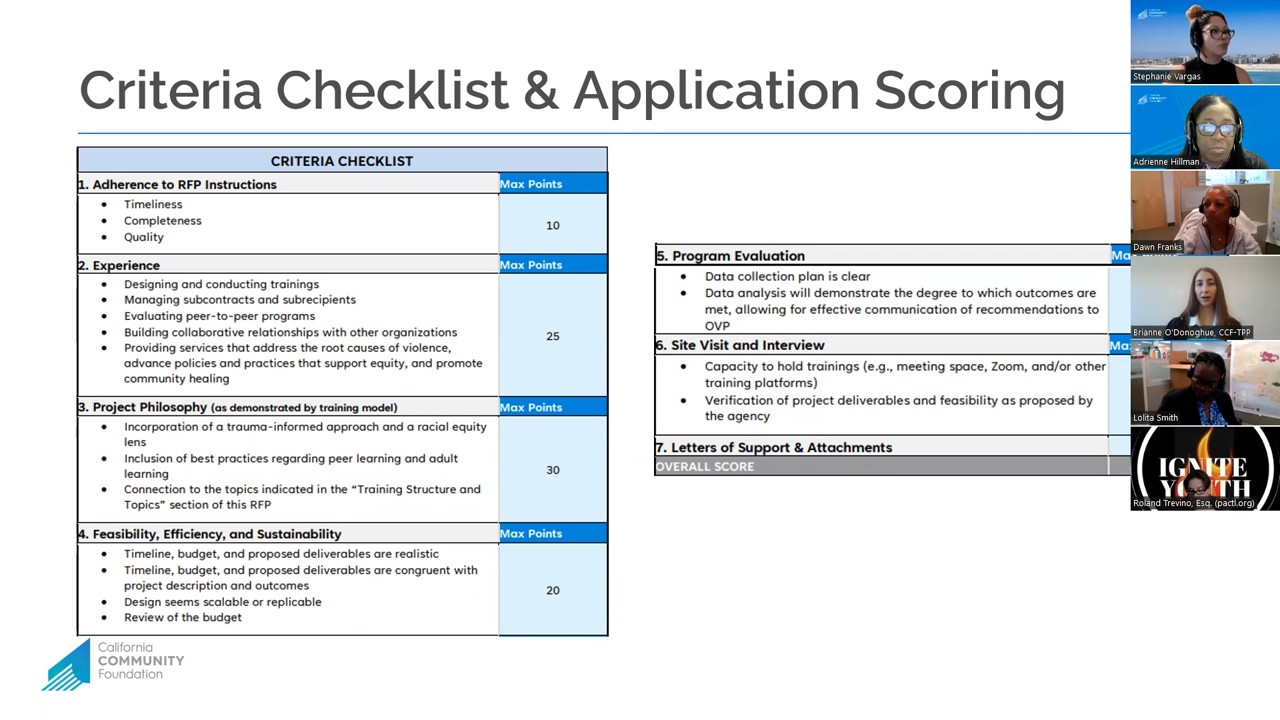 Criteria Checklist & Application Scoring
CRITERIA CHECKLIST
1. Adherence to RFP Instructions
Max Points
• Timeliness
• Completeness
• Quality
10
2. Experience
Max Points
• Designing and conducting trainings
• Managing subcontracts and subrecipients
• Evaluating peer-to-peer programs
• Building collaborative relationships with other organizations
• Providing services that address the root causes of violence,
advance policies and practices that support equity, and promote
community healing
25
3. Project Philosophy (as demonstrated by training model)
Max Points
• Incorporation of a trauma-informed approach and a racial equity
lens
• Inclusion of best practices regarding peer learning and adult
learning
• Connection to the topics indicated in the “Training Structure and
Topics” section of this RFP
30
4. Feasibility, Efficiency, and Sustainability
Max Points
• Timeline, budget, and proposed deliverables are realistic
• Timeline, budget, and proposed deliverables are congruent with
project description and outcomes
• Design seems scalable or replicable
• Review of the budget
20
California
COMMUNITY
Foundation
5. Program Evaluation
• Data collection plan is clear
• Data analysis will demonstrate the degree to which outcomes are
met, allowing for effective communication of recommendations to
OVP
6. Site Visit and Interview
• Capacity to hold trainings (e.g., meeting space, Zoom, and/or other
training platforms)
• Verification of project deliverables and feasibility as proposed by
the agency
7. Letters of Support & Attachments
OVERALL SCORE
Stephanie Vargas
Adrienne Hillman
Dawn Franks
Brianne O'Donoghue, CCF-TPP
Lolita Smith
IGNITE
YOUTH
Roland Trevino, Esq. (pactl.org)